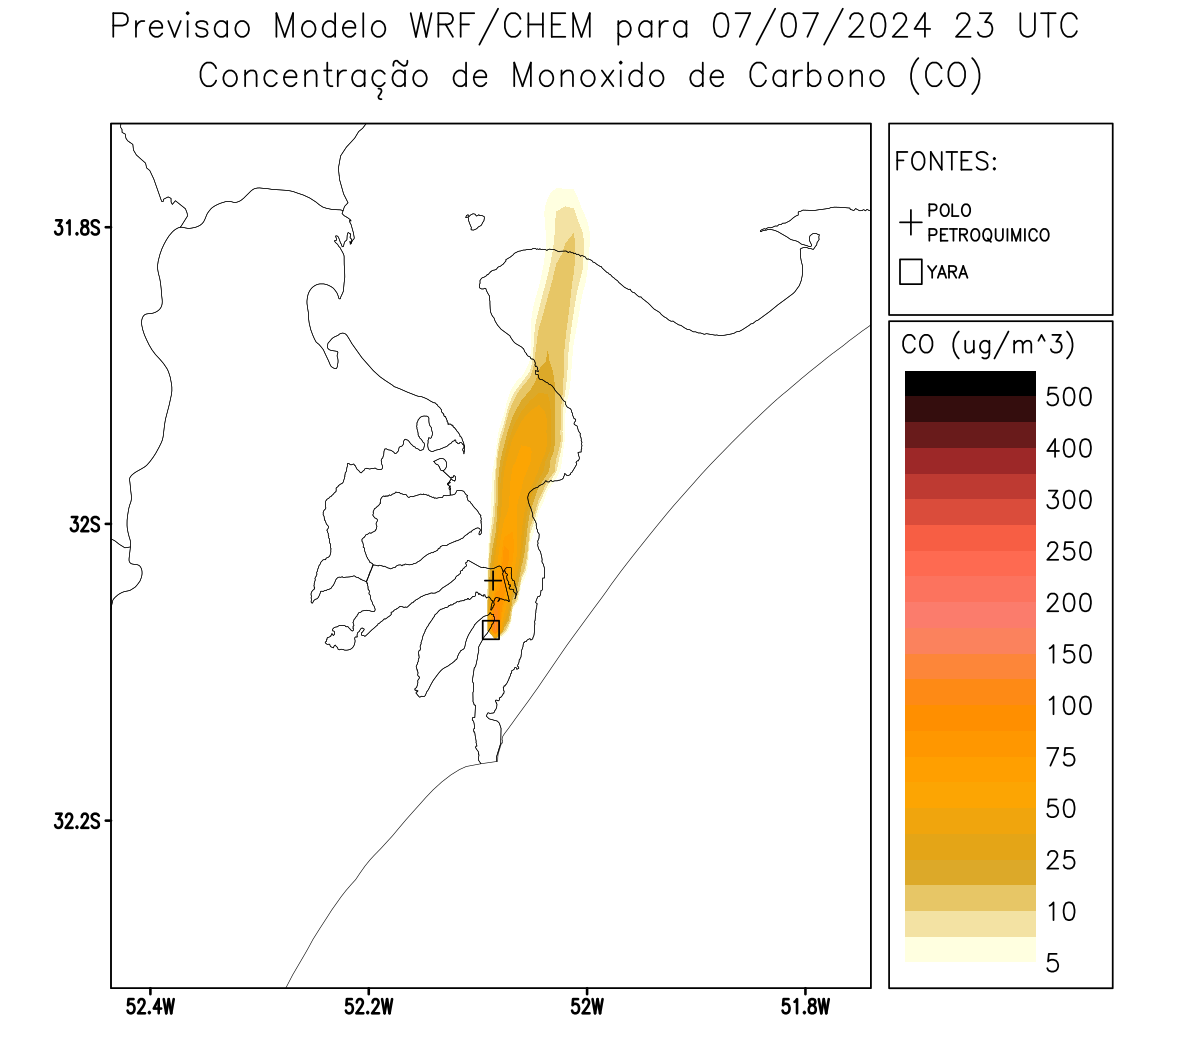 Previsao Modelo WRF/CHEM para 07/07/2024 23 UTC
Concentração de Monoxido de Carbono (CO)
FONTES:
POLO
PETROQUIMICO
YARA
CO (ug/m^3)
500
400
300
250
200
150
100
75
50
25
10
5
31.8S
32S
32.2S
52.4W
52.2W
52W
51.8W